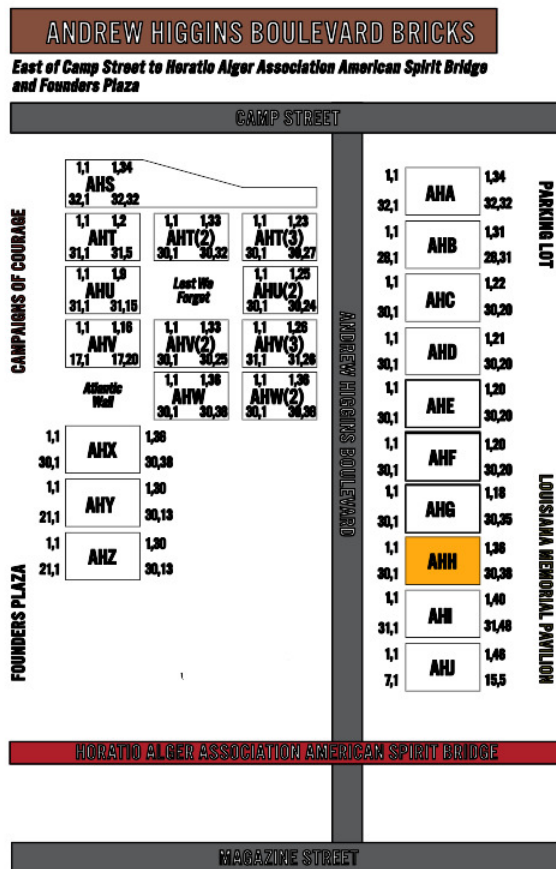 ANDREW HIGGINS BOULEVARD BRICKS
East of Camp Street to Horatio Alger Association American Spirit Bridge
and Founders Plaza
CAMP STREET
1,1 1,34
AHS
32,1 32,32
1,1 1,2
AHT
31,1 31,5
1,1 1,33
AHT(2)
30,1 30,32
1,1 1,23
AHT(3)
30,1 30,27
1,1 1,9
AHU
31,1 31,15
Lest We
Forget
1,1 1,25
AHU(2)
30,1 30,24
1,1 1,16
AHV
17,1 17,20
1,1 1,33
AHV(2)
30,1 30,25
1,1 1,26
AHV(3)
31,1 31,26
Atlantic
Wall
1,1 1,36
AHW
30,1 30,38
1,1 1,36
AHW(2)
30,1 36,38
1,1 1,36
AHX
30,1 30,38
1,1 1,30
AHY
21,1 30,13
1,1 1,30
AHZ
21,1 30,13
CAMPAIGNS OF COURAGE
FOUNDERS PLAZA
ANDREW HIGGINS BOULEVARD
1,1 1,34
AHA
32,1 32,32
1,1 1,31
AHB
28,1 28,31
1,1 1,22
AHC
30,1 30,20
1,1 1,21
AHD
30,1 30,20
1,1 1,20
AHE
30,1 30,20
1,1 1,20
AHF
30,1 30,20
1,1 1,18
AHG
30,1 30,35
1,1 1,36
AHH
30,1 30,38
1,1 1,40
AHI
31,1 31,48
1,1 1,46
AHJ
7,1 15,5
PARKING LOT
LOUISIANA MEMORIAL PAVILION
HORATIO ALGER ASSOCIATION AMERICAN SPIRIT BRIDGE
MAGAZINE STREET